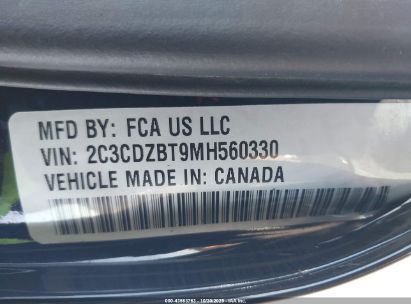 MFD BY: FCA US LLC
VIN: 2C3CDZBT9MH560330
VEHICLE MADE IN: CANADA